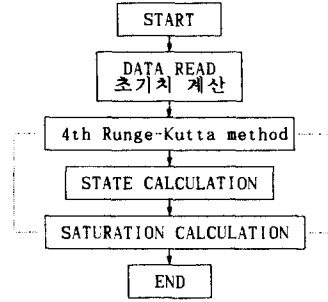 START
DATA READ
초기치 계산
4th Runge-Kutta method
STATE CALCULATION
SATURATION CALCULATION
END